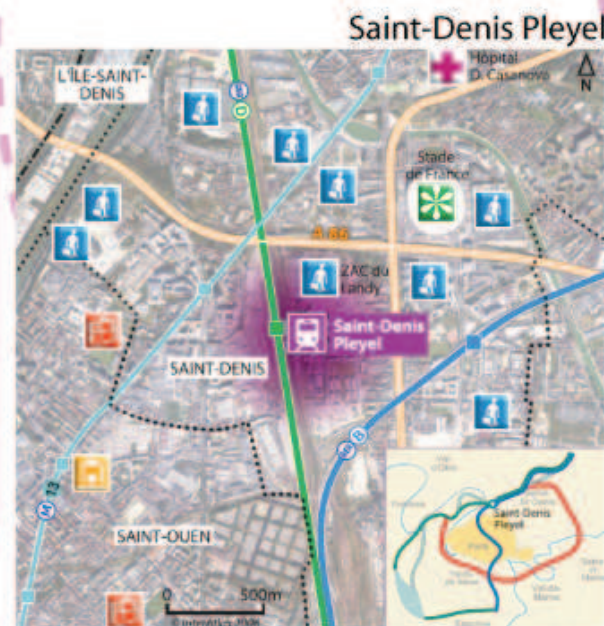 Saint-Denis Pleyel
Hôpital
D. Casanova
N
L'ÎLE-SAINT-
DENIS
RER
D
Stade
de France
A 86
ZAC du
Landy
Saint-Denis
Pleyel
SAINT-DENIS
B
M 13
SAINT-OUEN
0 500m
Saint-Denis
Pleyel
Paris